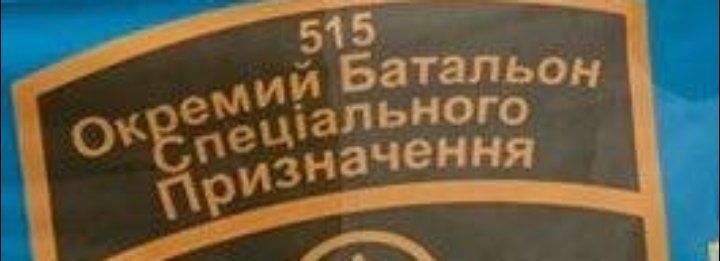 515
Окремий Батальон
Спеціального
Призначення